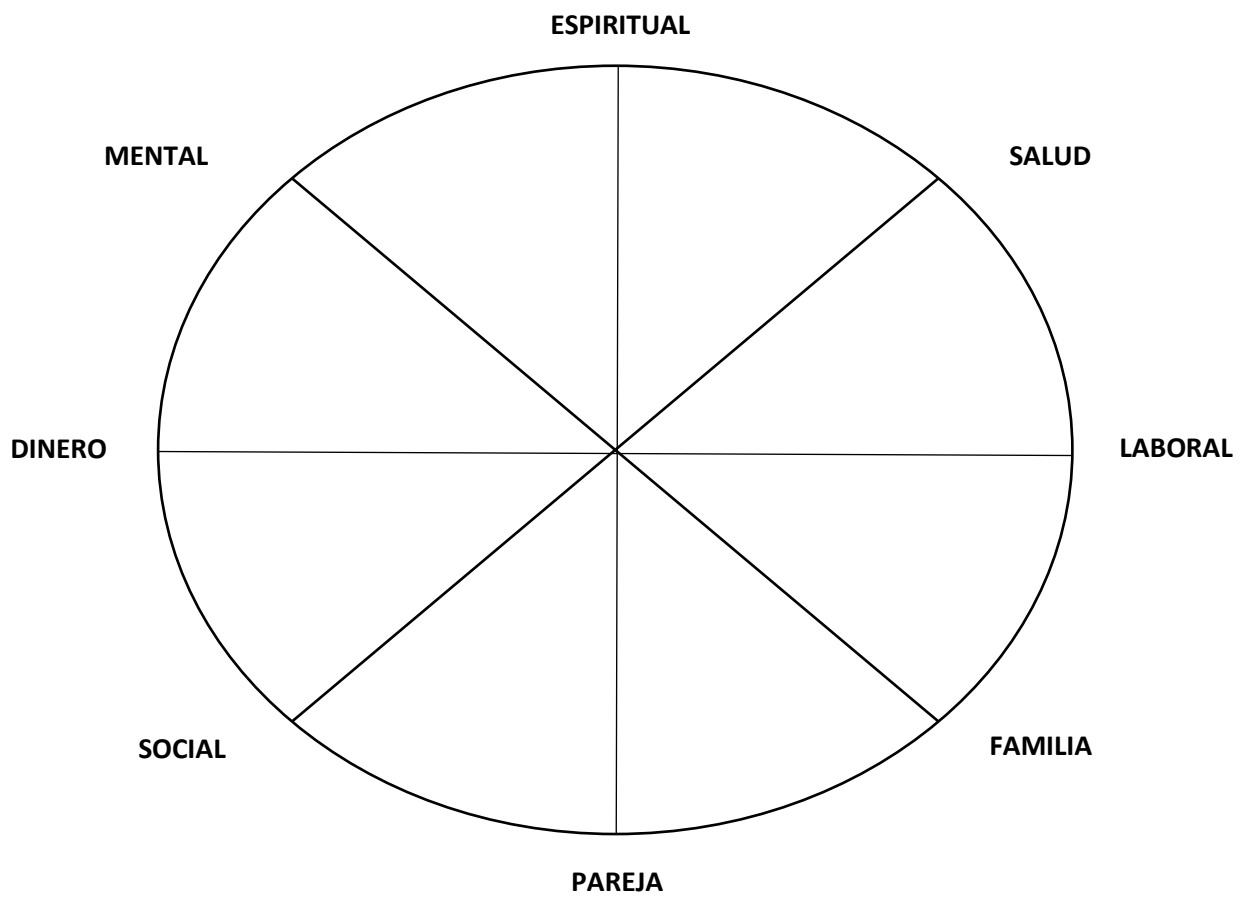 ESPIRITUAL
MENTAL
SALUD
DINERO
LABORAL
SOCIAL
FAMILIA
PAREJA